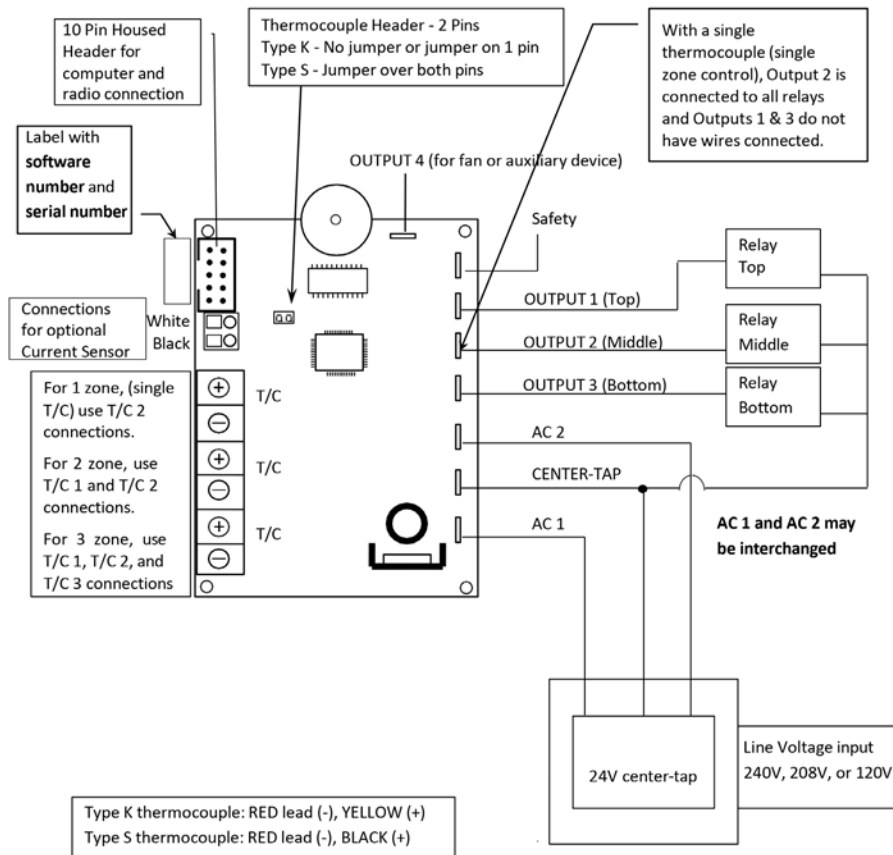 10 Pin Housed
Header for
computer and
radio connection
Thermocouple Header - 2 Pins
Type K - No jumper or jumper on 1 pin
Type S - Jumper over both pins
With a single
thermocouple (single
zone control), Output 2 is
connected to all relays
and Outputs 1 & 3 do not
have wires connected.
Label with
software
number and
serial number
OUTPUT 4 (for fan or auxiliary device)
Safety
Relay
Top
OUTPUT 1 (Top)
Connections
for optional
Current Sensor
White
Black
OUTPUT 2 (Middle)
Relay
Middle
OUTPUT 3 (Bottom)
Relay
Bottom
For 1 zone, (single
T/C) use T/C 2
connections.
For 2 zone, use
T/C 1 and T/C 2
connections.
For 3 zone, use
T/C 1, T/C 2, and
T/C 3 connections
+
−
+
−
+
−
T/C
T/C
T/C
AC 2
CENTER-TAP
AC 1
AC 1 and AC 2 may
be interchanged
24V center-tap
Line Voltage input
240V, 208V, or 120V
Type K thermocouple: RED lead (-), YELLOW (+)
Type S thermocouple: RED lead (-), BLACK (+)